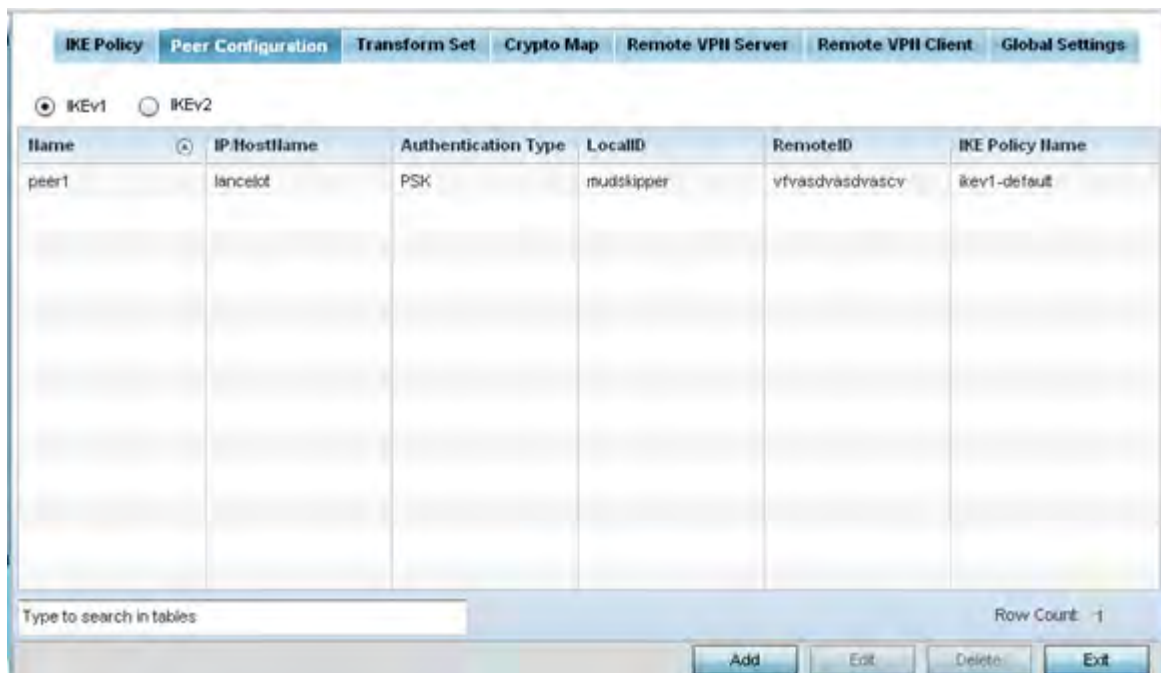 IKE Policy Peer Configuration Transform Set Crypto Map Remote VPN Server Remote VPN Client Global Settings
IKEv1 IKEv2
Name IP/HostName Authentication Type LocalID RemoteID IKE Policy Name
peer1 lancelot PSK mudskipper vfvasdvasdvascv ikev1-default
Type to search in tables Row Count: 1
Add Edit Delete Exit